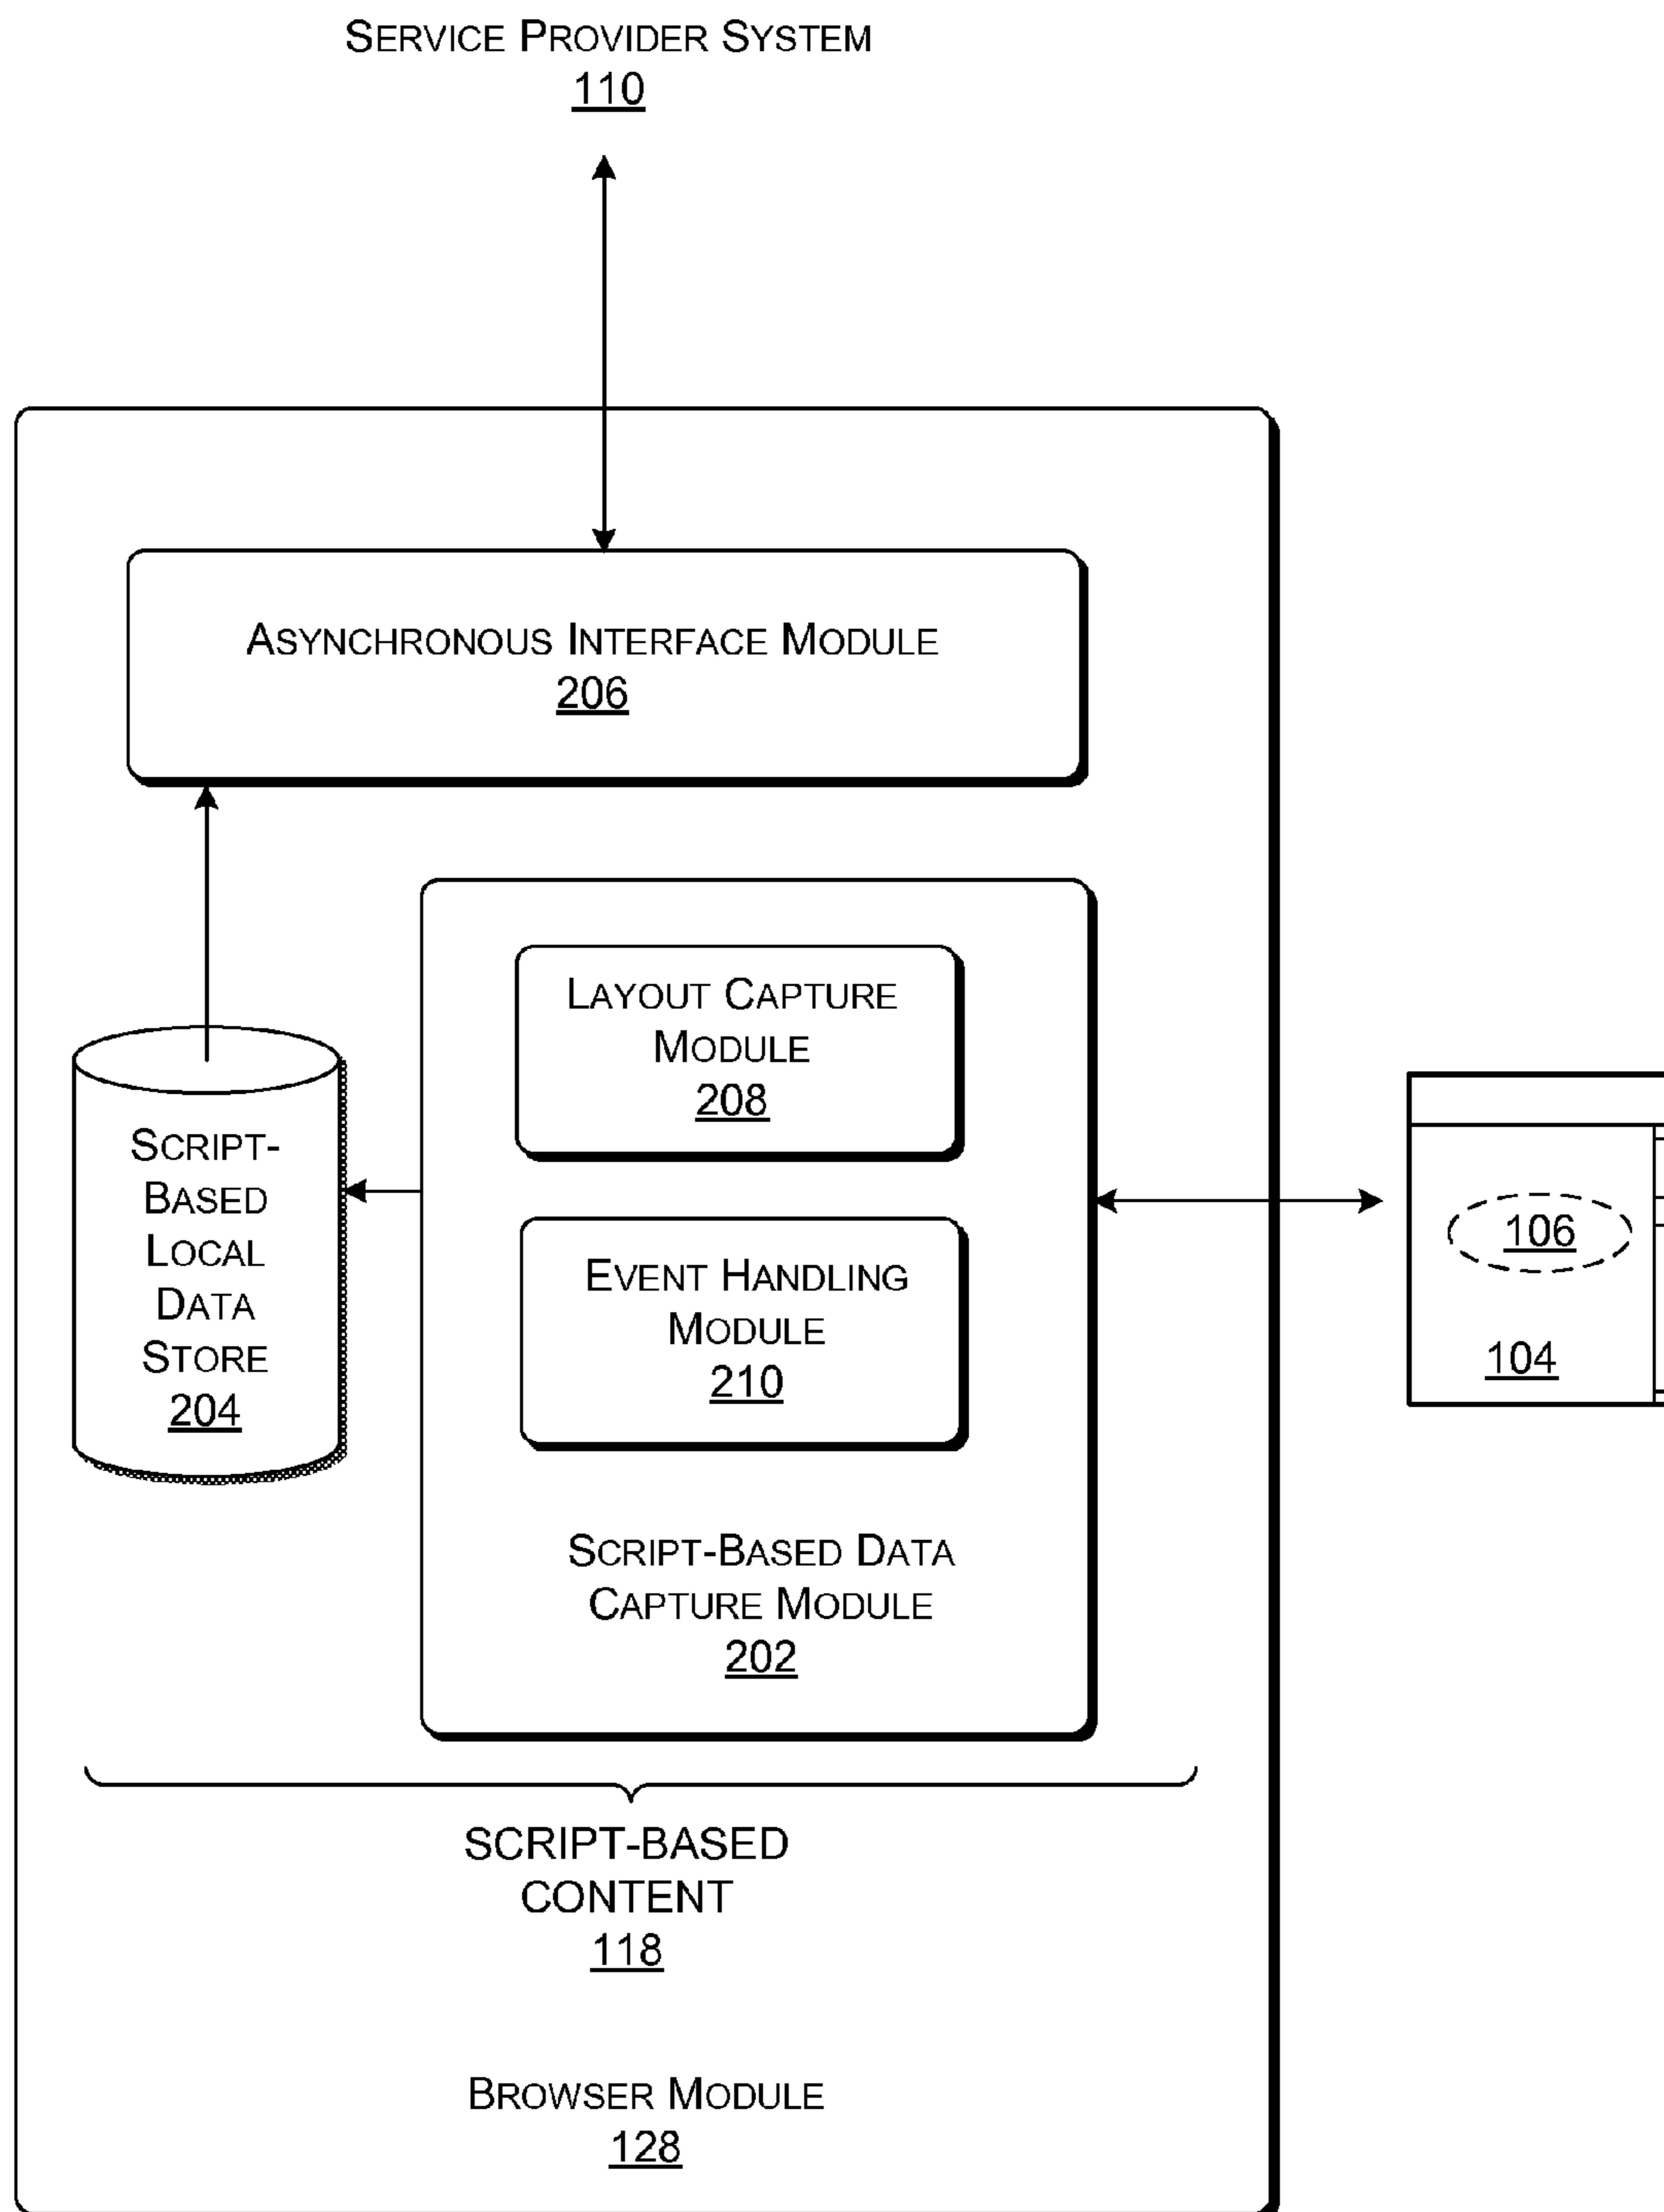 SERVICE PROVIDER SYSTEM
110
ASYNCHRONOUS INTERFACE MODULE
206
LAYOUT CAPTURE
MODULE
208
SCRIPT-
BASED
LOCAL
DATA
STORE
204
EVENT HANDLING
MODULE
210
106
104
SCRIPT-BASED DATA
CAPTURE MODULE
202
SCRIPT-BASED
CONTENT
118
BROWSER MODULE
128